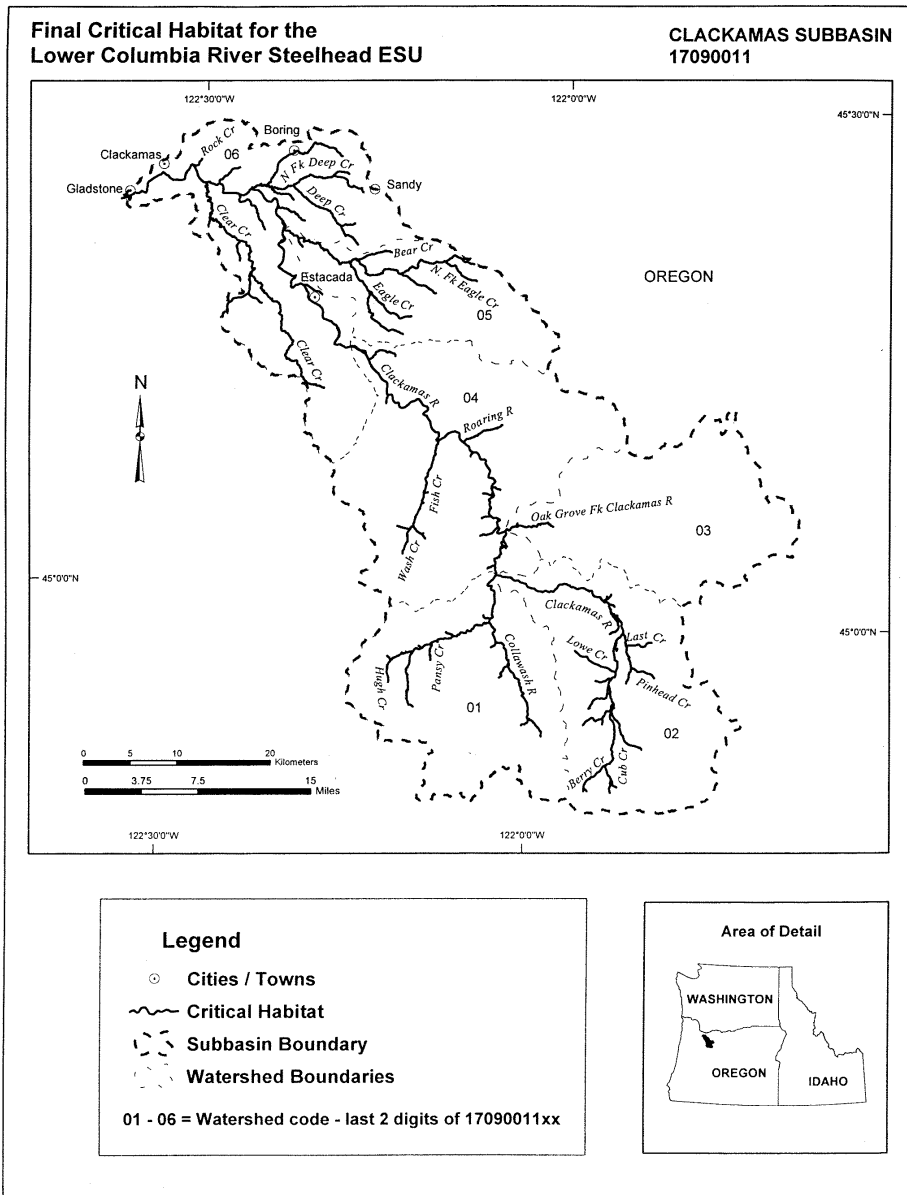 Final Critical Habitat for the
Lower Columbia River Steelhead ESU
CLACKAMAS SUBBASIN
17090011
122°30'0"W
122°0'0"W
45°30'0"N
Boring
Rock Cr
06
Clackamas
N Fk Deep Cr
Gladstone
Sandy
Deep Cr
Clear Cr
Bear Cr
N. Fk Eagle Cr
OREGON
Estacada
Eagle Cr
05
Clear Cr
N
Clackamas R
04
Roaring R
Fish Cr
Oak Grove Fk Clackamas R
03
Wash Cr
45°0'0"N
Clackamas R
45°0'0"N
Last Cr
Lowe Cr
Collawash R
Pansy Cr
Hugh Cr
Pinhead Cr
01
02
Berry Cr
Cub Cr
0 5 10 20
Kilometers
0 3.75 7.5 15
Miles
122°30'0"W
122°0'0"W
Legend
Cities / Towns
Critical Habitat
Subbasin Boundary
Watershed Boundaries
01 - 06 = Watershed code - last 2 digits of 17090011xx
Area of Detail
WASHINGTON
OREGON
IDAHO